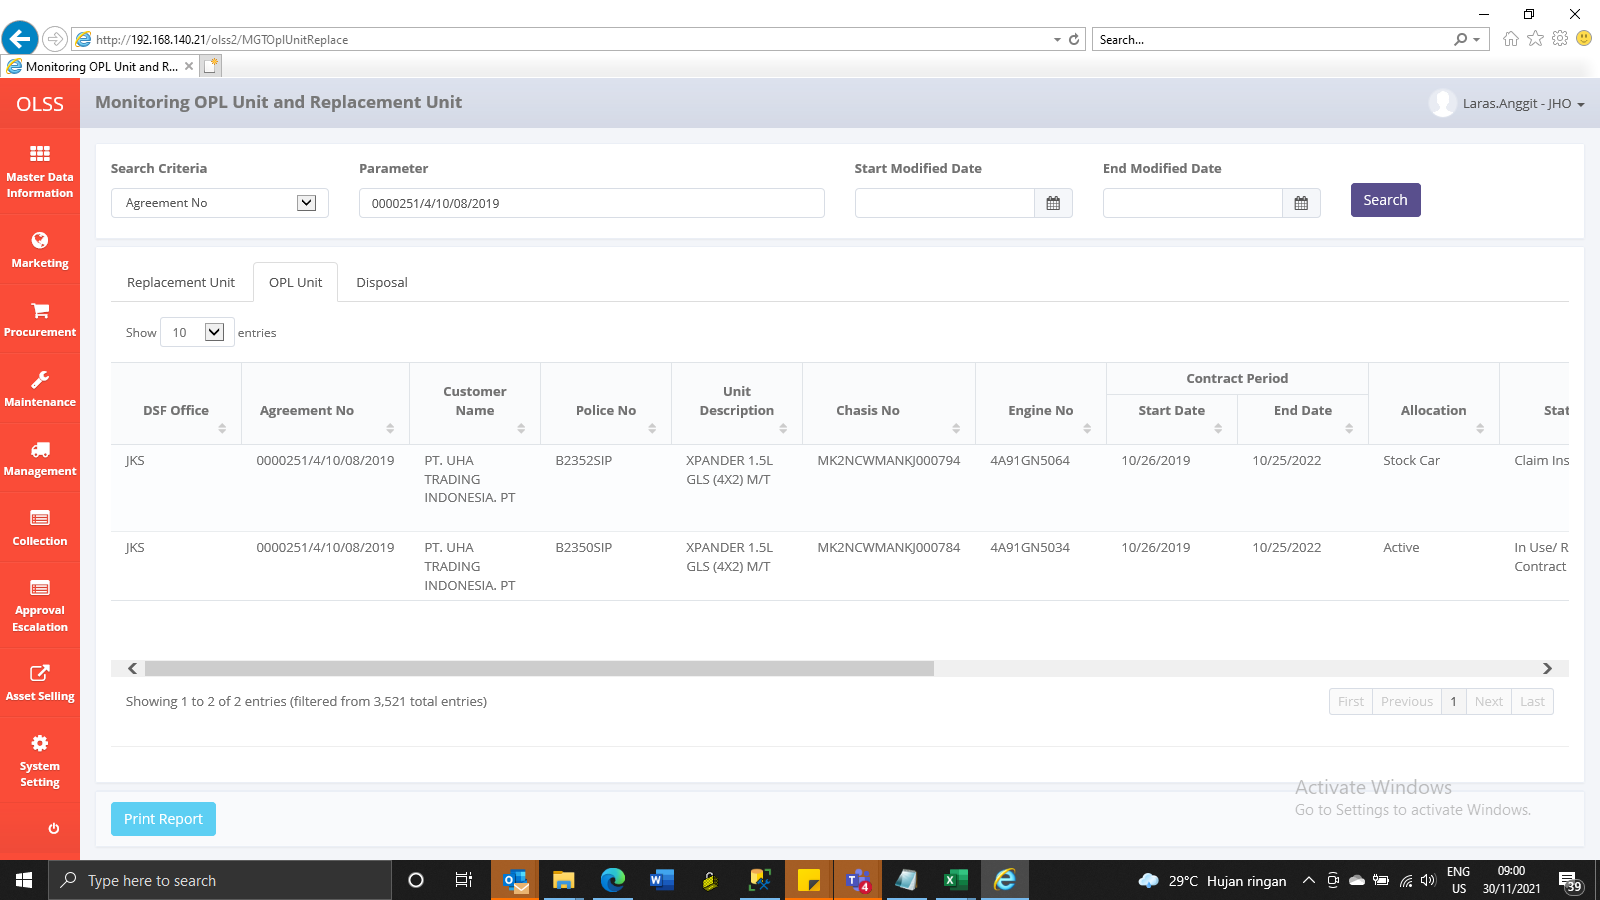 http://192.168.140.21/olss2/MGTOplUnitReplace
Search...
Monitoring OPL Unit and R...
OLSS
Monitoring OPL Unit and Replacement Unit
Laras.Anggit - JHO
Master Data
Information
Marketing
Procurement
Maintenance
Management
Collection
Approval
Escalation
Asset Selling
System
Setting
Search Criteria
Parameter
Start Modified Date
End Modified Date
Agreement No
0000251/4/10/08/2019
Search
Replacement Unit
OPL Unit
Disposal
Show 10 entries
DSF Office
Agreement No
Customer
Name
Police No
Unit
Description
Chasis No
Engine No
Contract Period
Start Date
End Date
Allocation
Stat
JKS
0000251/4/10/08/2019
PT. UHA
TRADING
INDONESIA. PT
B2352SIP
XPANDER 1.5L
GLS (4X2) M/T
MK2NCWMANKJ000794
4A91GN5064
10/26/2019
10/25/2022
Stock Car
Claim Ins
JKS
0000251/4/10/08/2019
PT. UHA
TRADING
INDONESIA. PT
B2350SIP
XPANDER 1.5L
GLS (4X2) M/T
MK2NCWMANKJ000784
4A91GN5034
10/26/2019
10/25/2022
Active
In Use/ R
Contract
Showing 1 to 2 of 2 entries (filtered from 3,521 total entries)
First Previous 1 Next Last
Print Report
Activate Windows
Go to Settings to activate Windows.
Type here to search
4
29°C Hujan ringan
ENG
US
09:00
30/11/2021
39